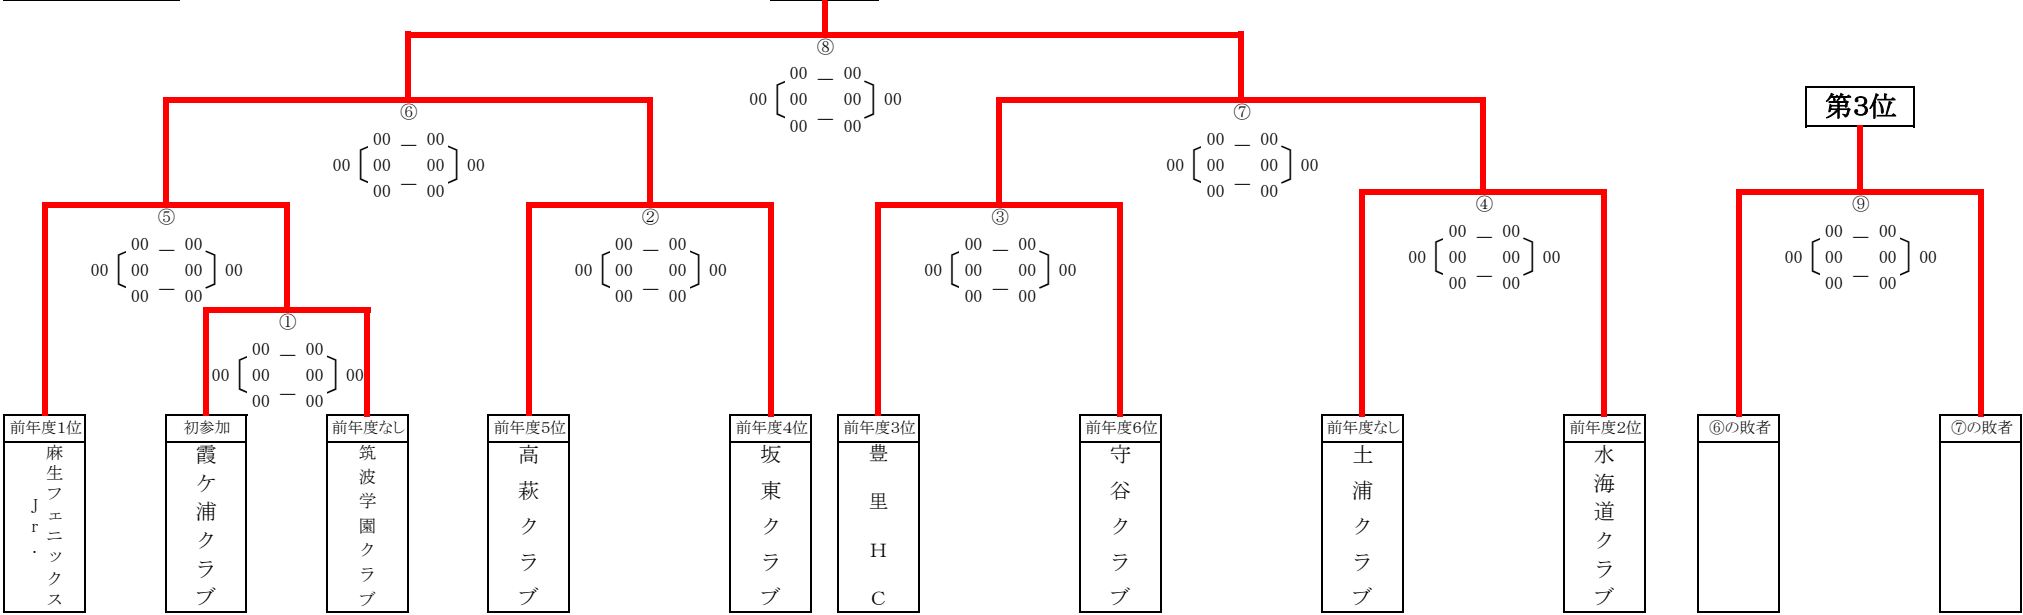 ⑧
00 － 00
00 00 00 00
00 － 00
第3位
⑥
00 － 00
00 00 00 00
00 － 00
⑦
00 － 00
00 00 00 00
00 － 00
⑤
00 － 00
00 00 00 00
00 － 00
②
00 － 00
00 00 00 00
00 － 00
③
00 － 00
00 00 00 00
00 － 00
④
00 － 00
00 00 00 00
00 － 00
⑨
00 － 00
00 00 00 00
00 － 00
①
00 － 00
00 00 00 00
00 － 00
前年度1位
麻生フェニックス
Jr.
初参加
霞ケ浦クラブ
前年度なし
筑波学園クラブ
前年度5位
高萩クラブ
前年度4位
坂東クラブ
前年度3位
豊里HC
前年度6位
守谷クラブ
前年度なし
土浦クラブ
前年度2位
水海道クラブ
⑥の敗者
⑦の敗者